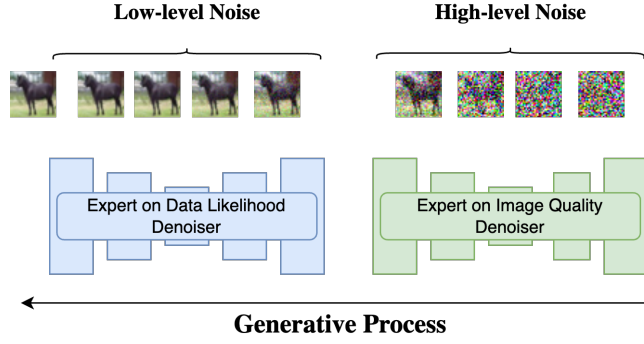 Low-level Noise
High-level Noise
Expert on Data Likelihood
Denoiser
Expert on Image Quality
Denoiser
Generative Process